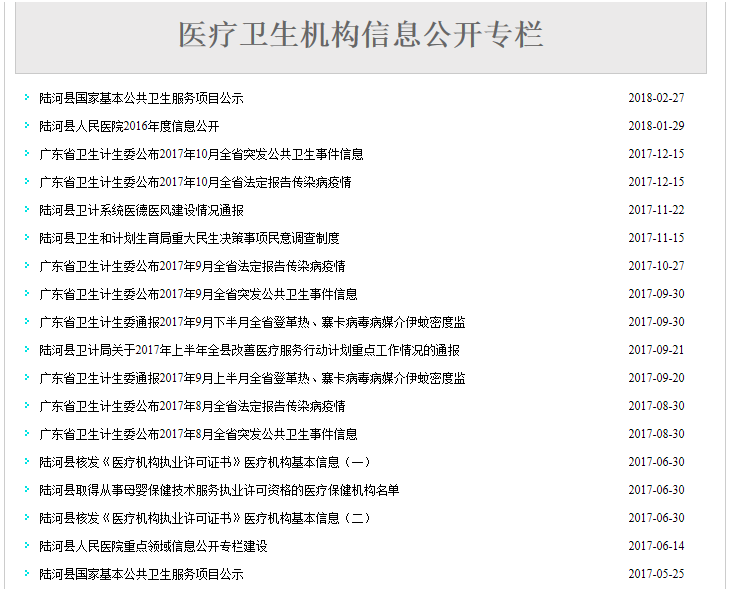 医疗卫生机构信息公开专栏
陆河县国家基本公共卫生服务项目公示 2018-02-27
陆河县人民医院2016年度信息公开 2018-01-29
广东省卫生计生委公布2017年10月全省突发公共卫生事件信息 2017-12-15
广东省卫生计生委公布2017年10月全省法定报告传染病疫情 2017-12-15
陆河县卫计系统医德医风建设情况通报 2017-11-22
陆河县卫生和计划生育局重大民生决策事项民意调查制度 2017-11-15
广东省卫生计生委公布2017年9月全省法定报告传染病疫情 2017-10-27
广东省卫生计生委公布2017年9月全省突发公共卫生事件信息 2017-09-30
广东省卫生计生委通报2017年9月下半月全省登革热、寨卡病毒病媒介伊蚊密度监 2017-09-30
陆河县卫计局关于2017年上半年全县改善医疗服务行动计划重点工作情况的通报 2017-09-21
广东省卫生计生委通报2017年9月上半月全省登革热、寨卡病毒病媒介伊蚊密度监 2017-09-20
广东省卫生计生委公布2017年8月全省法定报告传染病疫情 2017-08-30
广东省卫生计生委公布2017年8月全省突发公共卫生事件信息 2017-08-30
陆河县核发《医疗机构执业许可证书》医疗机构基本信息（一） 2017-06-30
陆河县取得从事母婴保健技术服务执业许可资格的医疗保健机构名单 2017-06-30
陆河县核发《医疗机构执业许可证书》医疗机构基本信息（二） 2017-06-30
陆河县人民医院重点领域信息公开专栏建设 2017-06-14
陆河县国家基本公共卫生服务项目公示 2017-05-25